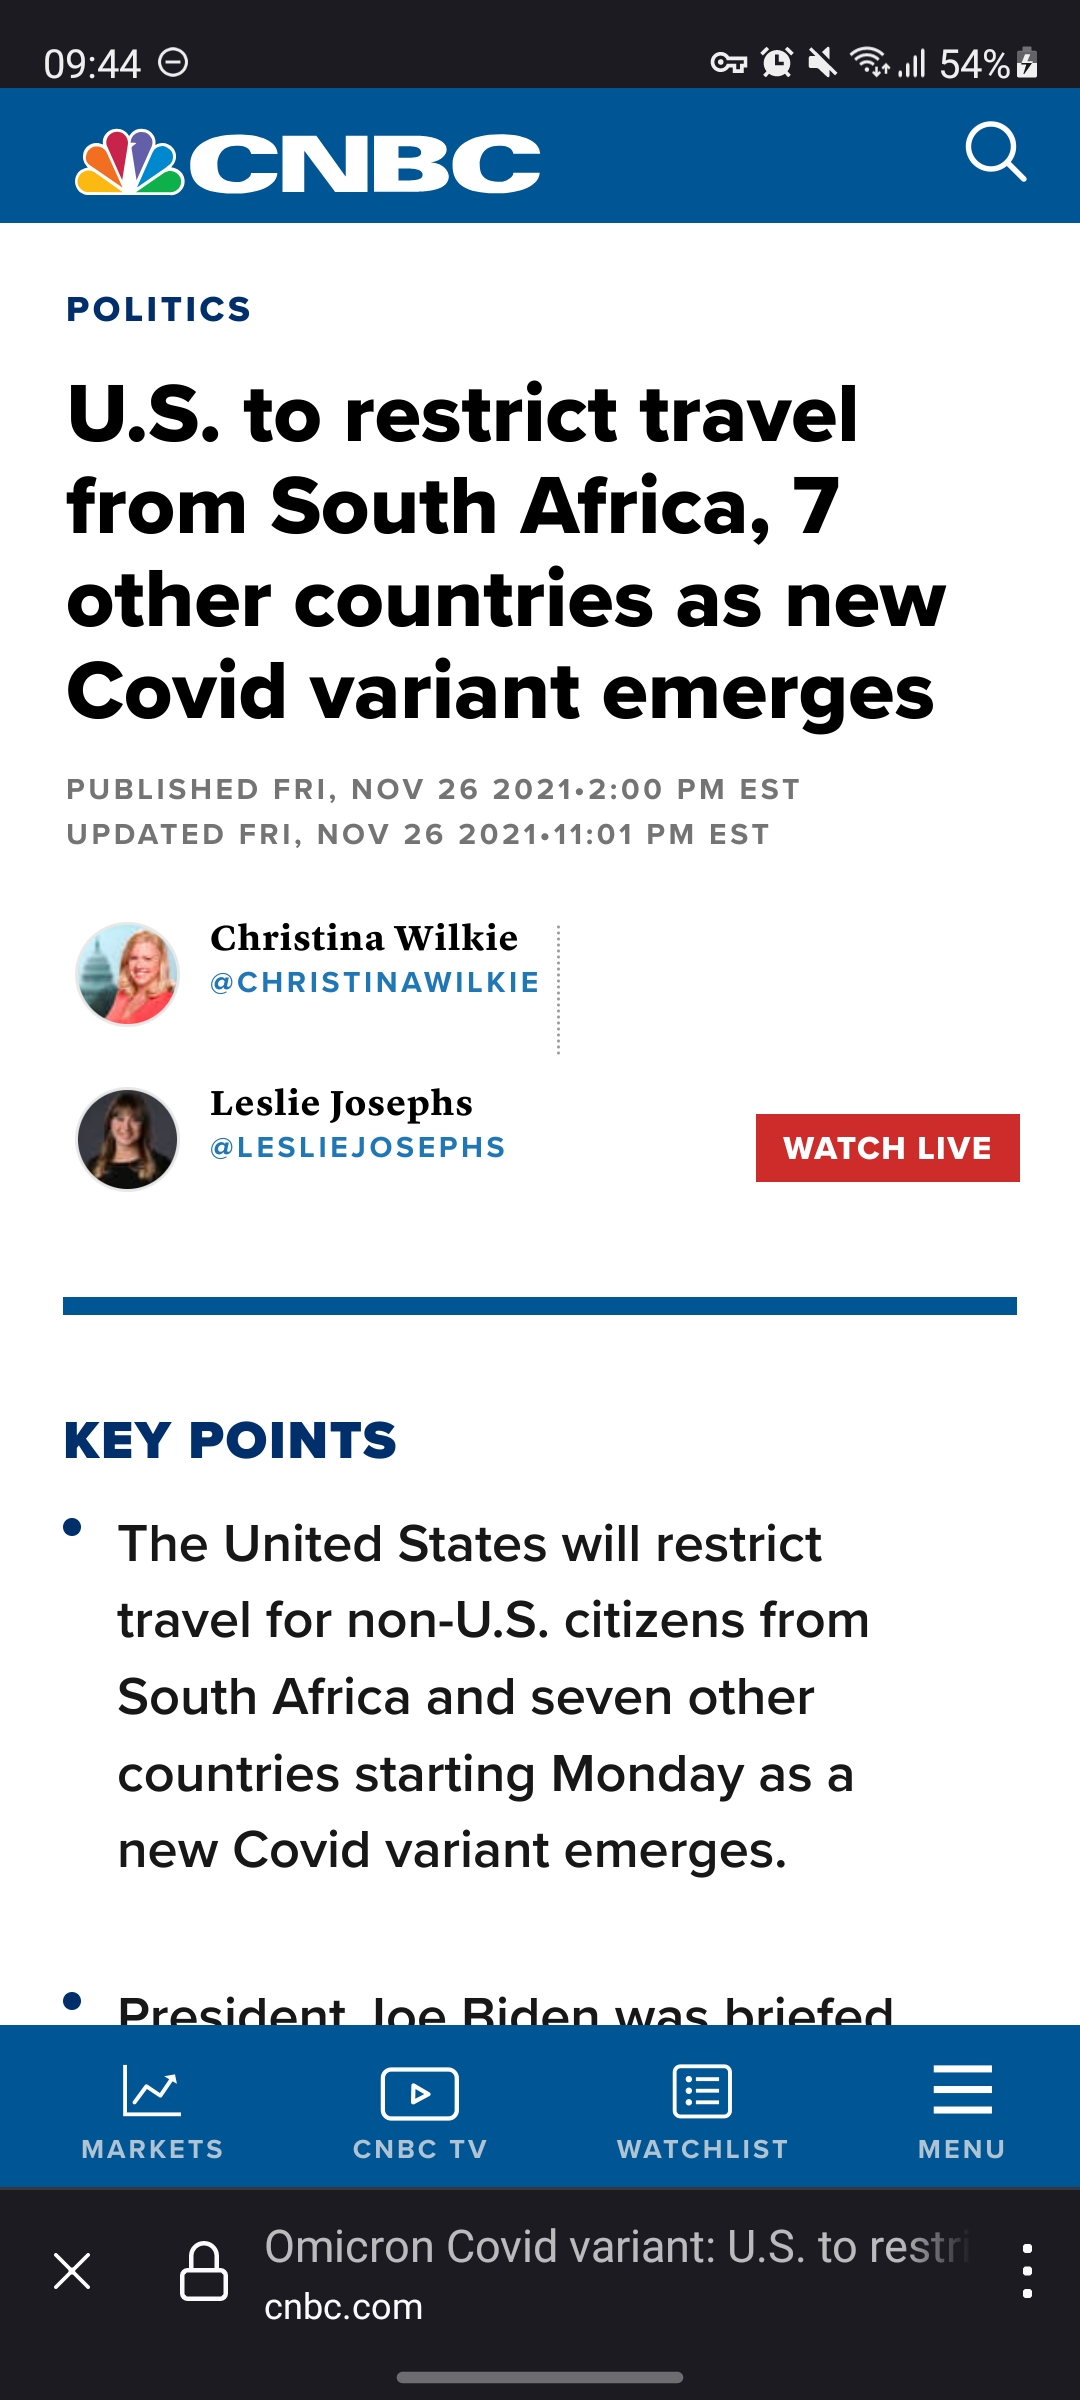 09:44
54%
CNBC
POLITICS
U.S. to restrict travel
from South Africa, 7
other countries as new
Covid variant emerges
PUBLISHED FRI, NOV 26 2021•2:00 PM EST
UPDATED FRI, NOV 26 2021•11:01 PM EST
Christina Wilkie
@CHRISTINAWILKIE
Leslie Josephs
@LESLIEJOSEPHS
WATCH LIVE
KEY POINTS
• The United States will restrict
travel for non-U.S. citizens from
South Africa and seven other
countries starting Monday as a
new Covid variant emerges.
• President Joe Biden was briefed
MARKETS
CNBC TV
WATCHLIST
MENU
Omicron Covid variant: U.S. to restri
cnbc.com